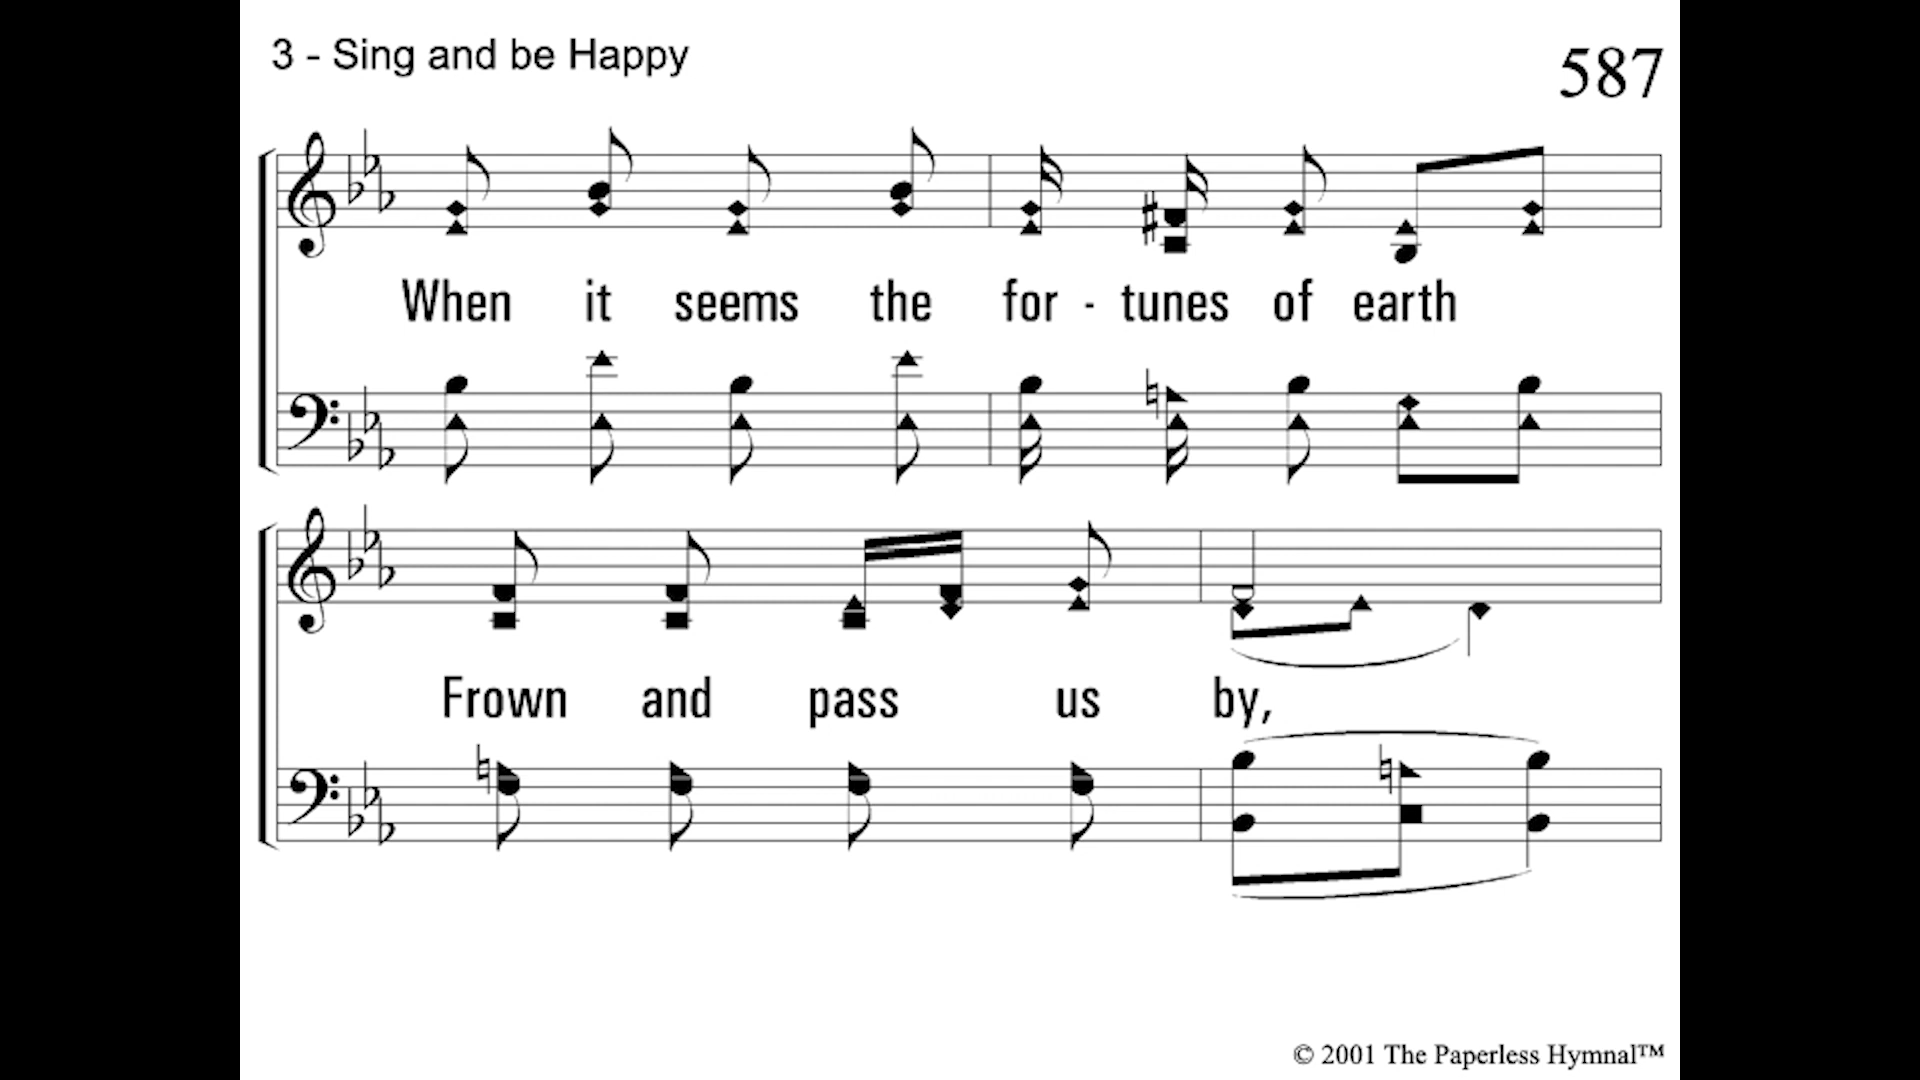 3 - Sing and be Happy
587
When it seems the for - tunes of earth
Frown and pass us by,
© 2001 The Paperless Hymnal™